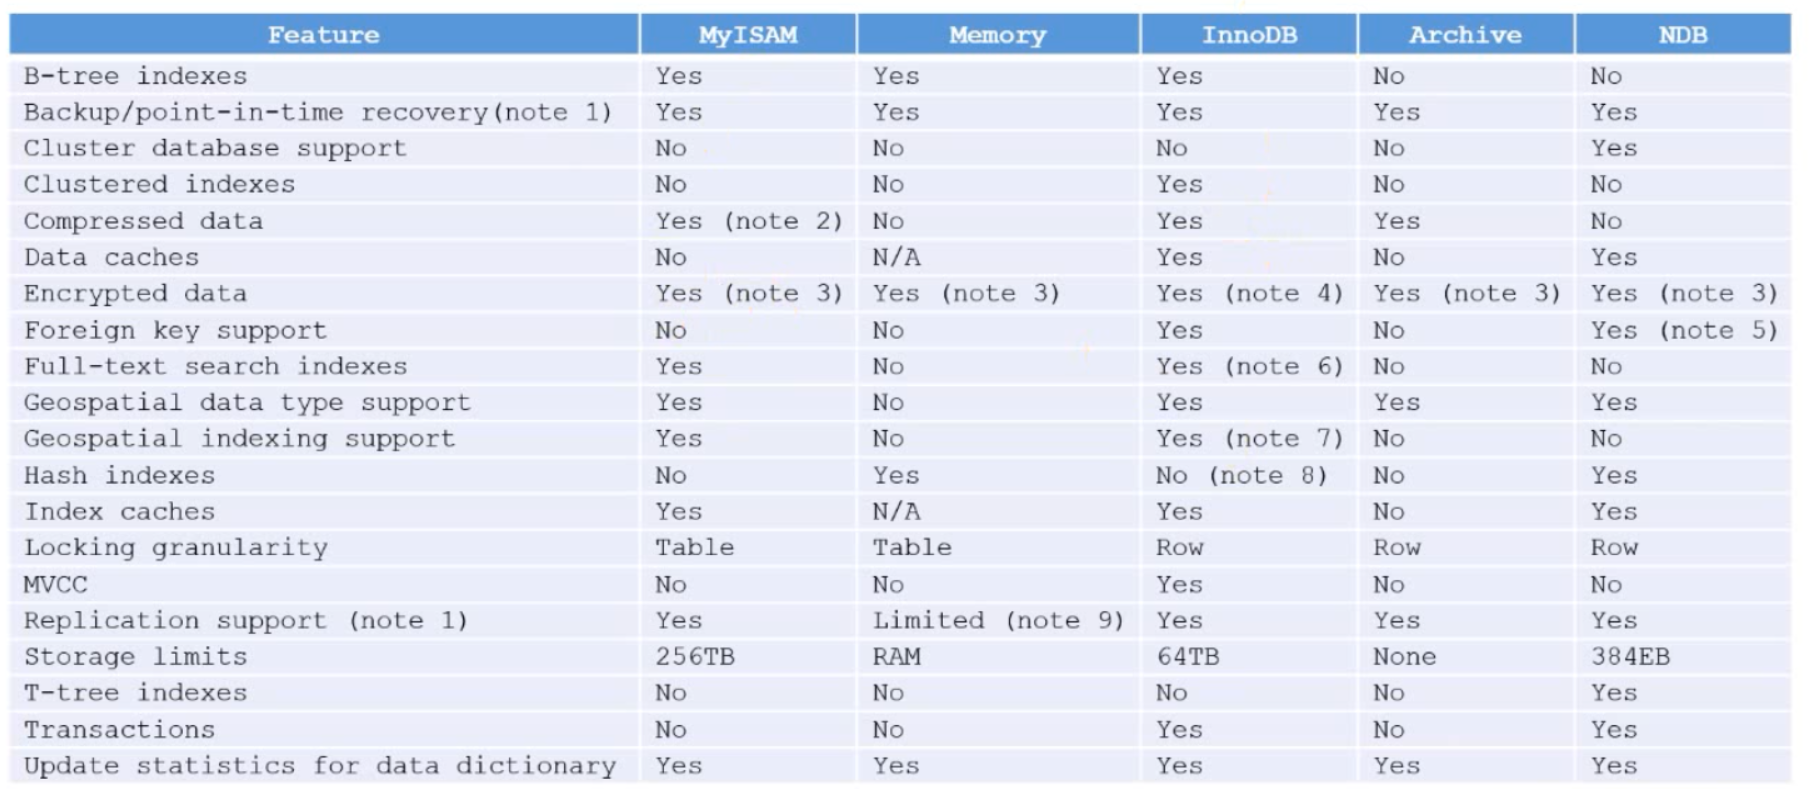 Feature MyISAM Memory InnoDB Archive NDB
B-tree indexes Yes Yes Yes No No
Backup/point-in-time recovery(note 1) Yes Yes Yes Yes Yes
Cluster database support No No No No Yes
Clustered indexes No No Yes No No
Compressed data Yes (note 2) No Yes Yes No
Data caches No N/A Yes No Yes
Encrypted data Yes (note 3) Yes (note 3) Yes (note 4) Yes (note 3) Yes (note 3)
Foreign key support No No Yes No Yes (note 5)
Full-text search indexes Yes No Yes (note 6) No No
Geospatial data type support Yes No Yes Yes Yes
Geospatial indexing support Yes No Yes (note 7) No No
Hash indexes No Yes No (note 8) No Yes
Index caches Yes N/A Yes No Yes
Locking granularity Table Table Row Row Row
MVCC No No Yes No No
Replication support (note 1) Yes Limited (note 9) Yes Yes Yes
Storage limits 256TB RAM 64TB None 384EB
T-tree indexes No No No No Yes
Transactions No No Yes No Yes
Update statistics for data dictionary Yes Yes Yes Yes Yes